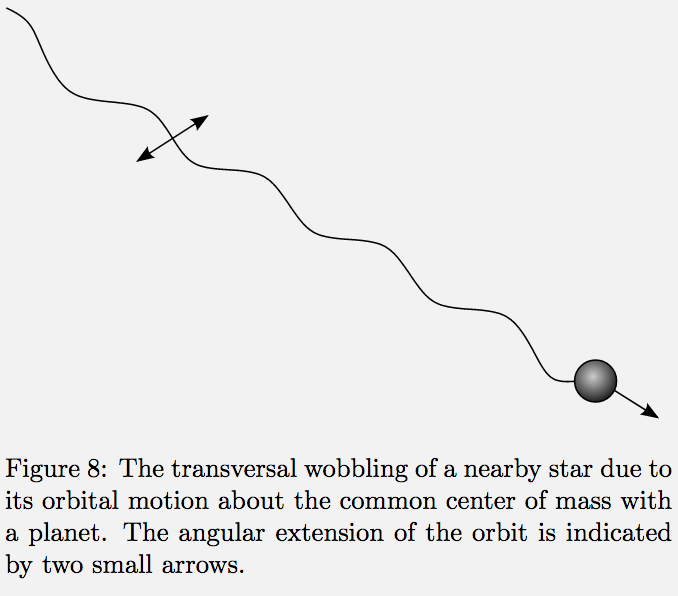 Figure 8: The transversal wobbling of a nearby star due to
its orbital motion about the common center of mass with
a planet. The angular extension of the orbit is indicated
by two small arrows.